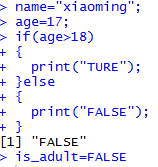 > name="xiaoming";
> age=17;
> if(age>18)
+ {
+   print("TURE");
+ }else
+ {
+   print("FALSE");
+ }
[1] "FALSE"
> is_adult=FALSE